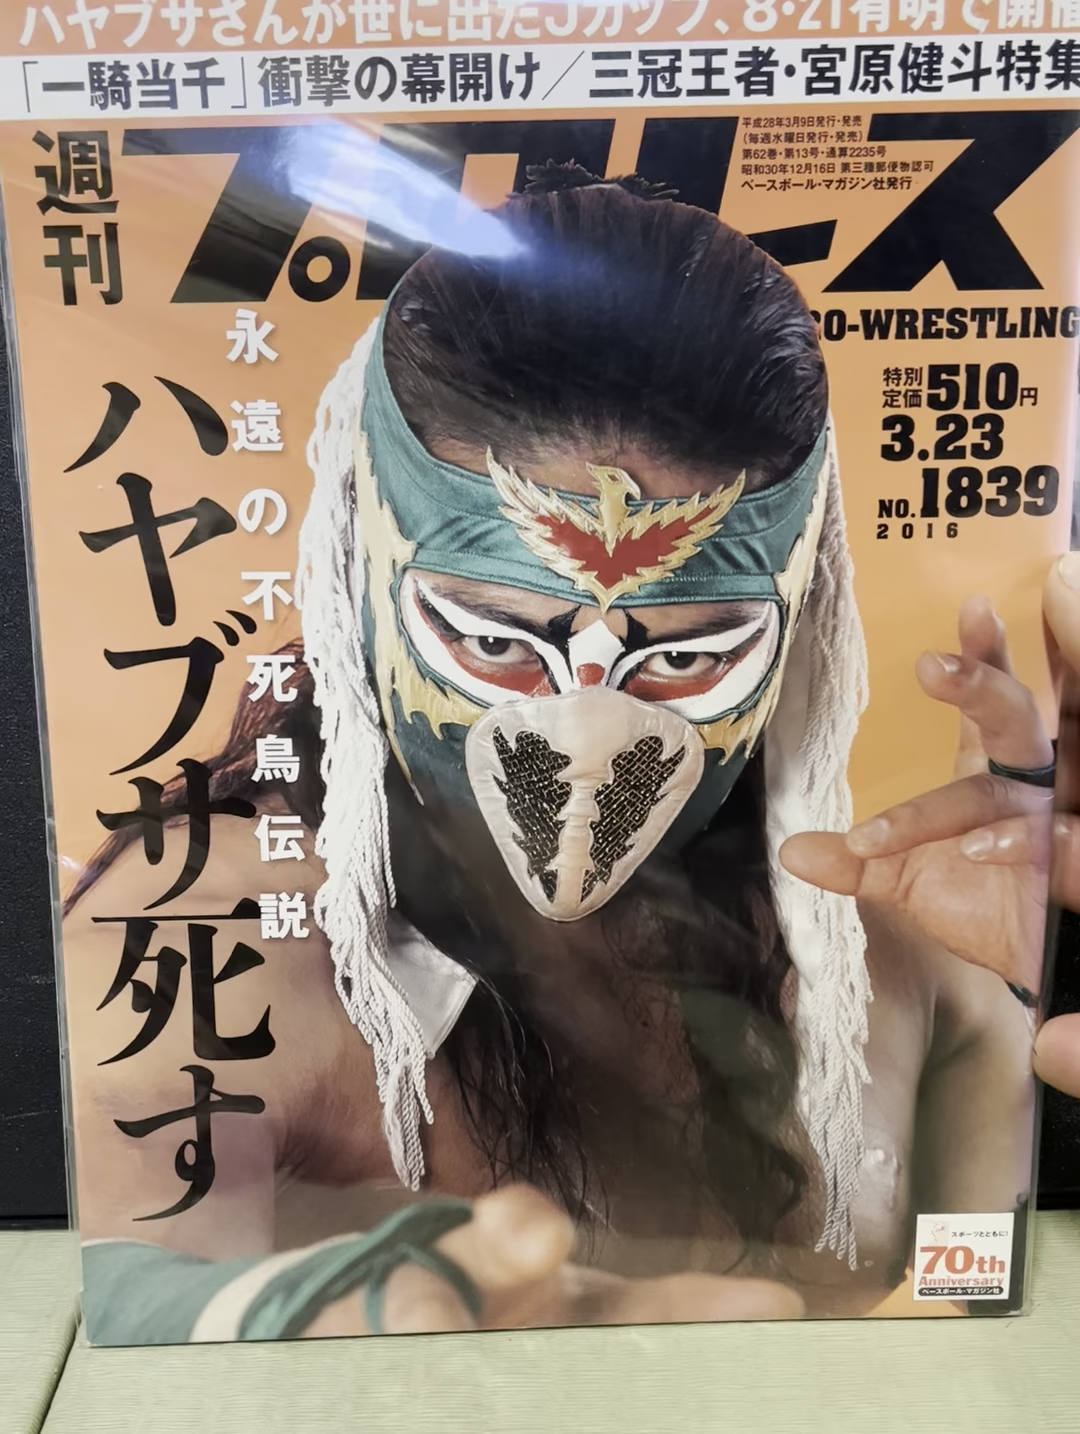 ハヤブサさんが世に出たJカップ、8・21有明で開催
「一騎当千」衝撃の幕開け／三冠王者・宮原健斗特集
週刊
プロレス
平成28年3月9日発行・発売
(毎週水曜日発行・発売)
第62巻・第13号・通算2235号
昭和30年12月16日 第三種郵便物認可
ベースボール・マガジン社発行
RO-WRESTLING
特別
定価510円
3.23
NO.1839
2016
永遠の不死鳥伝説
ハヤブサ死す
スポーツとともに!
70th
Anniversary
ベースボール・マガジン社